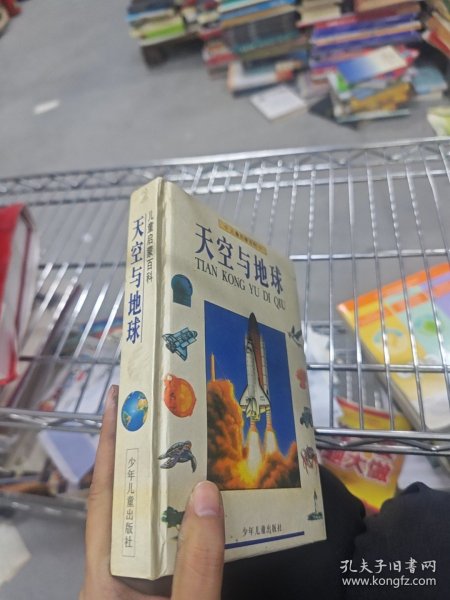 儿童启蒙百科
天空与地球
少年儿童出版社
天空与地球
TIAN KONG YU DI QIU
少年儿童出版社
孔夫子旧书网
www.kongfz.com